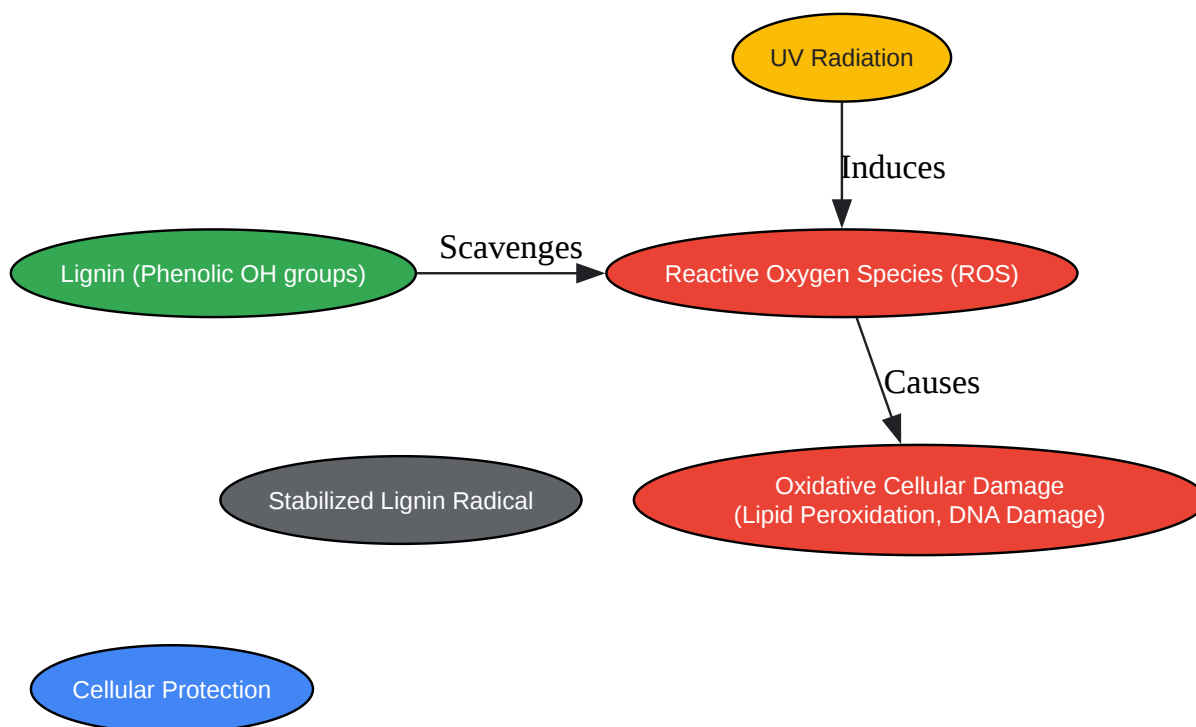 UV Radiation
Induces
Scavenges
Lignin (Phenolic OH groups)
Reactive Oxygen Species (ROS)
Causes
Stabilized Lignin Radical
Oxidative Cellular Damage
(Lipid Peroxidation, DNA Damage)
Cellular Protection